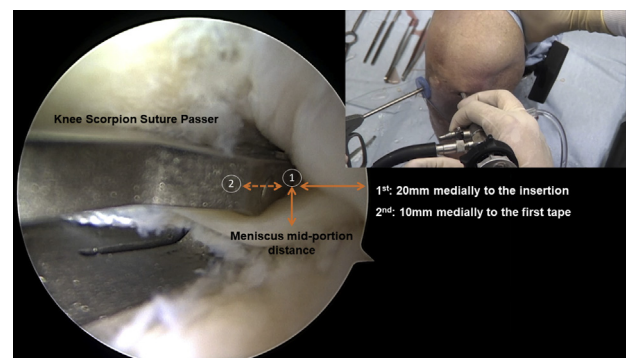 Knee Scorpion Suture Passer
2
1
1st: 20mm medially to the insertion
2nd: 10mm medially to the first tape
Meniscus mid-portion
distance